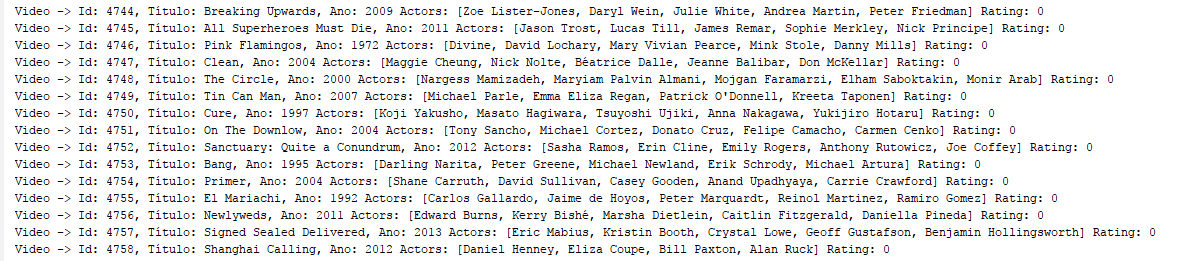 Video -> Id: 4744, Título: Breaking Upwards, Ano: 2009 Actors: [Zoe Lister-Jones, Daryl Wein, Julie White, Andrea Martin, Peter Friedman] Rating: 0
Video -> Id: 4745, Título: All Superheroes Must Die, Ano: 2011 Actors: [Jason Trost, Lucas Till, James Remar, Sophie Merkley, Nick Principe] Rating: 0
Video -> Id: 4746, Título: Pink Flamingos, Ano: 1972 Actors: [Divine, David Lochary, Mary Vivian Pearce, Mink Stole, Danny Mills] Rating: 0
Video -> Id: 4747, Título: Clean, Ano: 2004 Actors: [Maggie Cheung, Nick Nolte, Béatrice Dalle, Jeanne Balibar, Don McKellar] Rating: 0
Video -> Id: 4748, Título: The Circle, Ano: 2000 Actors: [Nargess Mamizadeh, Maryiam Palvin Almani, Mojgan Faramarzi, Elham Saboktakin, Monir Arab] Rating: 0
Video -> Id: 4749, Título: Tin Can Man, Ano: 2007 Actors: [Michael Parle, Emma Eliza Regan, Patrick O'Donnell, Kreeta Taponen] Rating: 0
Video -> Id: 4750, Título: Cure, Ano: 1997 Actors: [Koji Yakusho, Masato Hagiwara, Tsuyoshi Ujiki, Anna Nakagawa, Yukijiro Hotaru] Rating: 0
Video -> Id: 4751, Título: On The Downlow, Ano: 2004 Actors: [Tony Sancho, Michael Cortez, Donato Cruz, Felipe Camacho, Carmen Cenko] Rating: 0
Video -> Id: 4752, Título: Sanctuary: Quite a Conundrum, Ano: 2012 Actors: [Sasha Ramos, Erin Cline, Emily Rogers, Anthony Rutowicz, Joe Coffey] Rating: 0
Video -> Id: 4753, Título: Bang, Ano: 1995 Actors: [Darling Narita, Peter Greene, Michael Newland, Erik Schrody, Michael Artura] Rating: 0
Video -> Id: 4754, Título: Primer, Ano: 2004 Actors: [Shane Carruth, David Sullivan, Casey Gooden, Anand Upadhyaya, Carrie Crawford] Rating: 0
Video -> Id: 4755, Título: El Mariachi, Ano: 1992 Actors: [Carlos Gallardo, Jaime de Hoyos, Peter Marquardt, Reinol Martinez, Ramiro Gomez] Rating: 0
Video -> Id: 4756, Título: Newlyweds, Ano: 2011 Actors: [Edward Burns, Kerry Bishé, Marsha Dietlein, Caitlin Fitzgerald, Daniella Pineda] Rating: 0
Video -> Id: 4757, Título: Signed Sealed Delivered, Ano: 2013 Actors: [Eric Mabius, Kristin Booth, Crystal Lowe, Geoff Gustafson, Benjamin Hollingsworth] Rating: 0
Video -> Id: 4758, Título: Shanghai Calling, Ano: 2012 Actors: [Daniel Henney, Eliza Coupe, Bill Paxton, Alan Ruck] Rating: 0